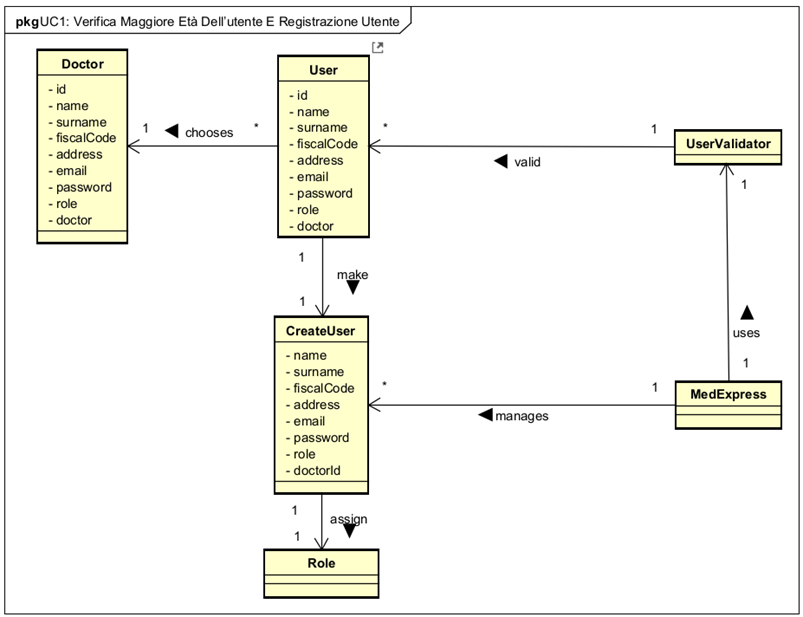 pkg UC1: Verifica Maggiore Età Dell'utente E Registrazione Utente
Doctor
- id
- name
- surname
- fiscalCode
- address
- email
- password
- role
- doctor
1
chooses
*
User
- id
- name
- surname
- fiscalCode
- address
- email
- password
- role
- doctor
*
valid
1
UserValidator
1
uses
1
MedExpress
1
make
1
CreateUser
- name
- surname
- fiscalCode
- address
- email
- password
- role
- doctorId
*
manages
1
1
assign
1
Role